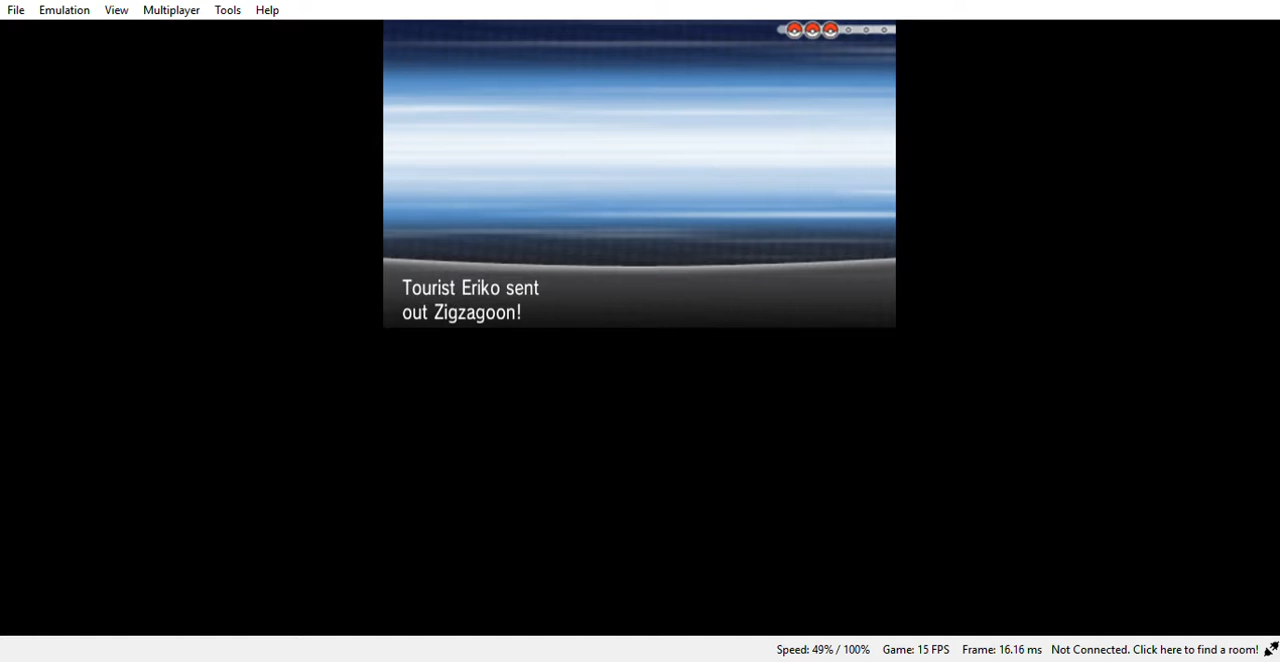 File Emulation View Multiplayer Tools Help
Tourist Eriko sent
out Zigzagoon!
Speed: 49% / 100% Game: 15 FPS Frame: 16.16 ms Not Connected. Click here to find a room!